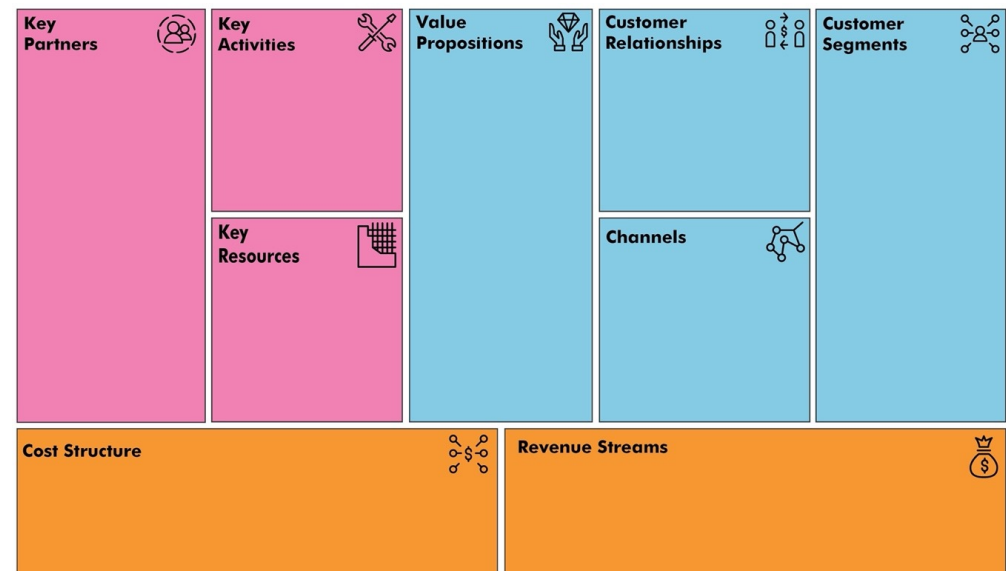 Key
Partners
Key
Activities
Key
Resources
Value
Propositions
Customer
Relationships
Channels
Customer
Segments
Cost Structure
Revenue Streams